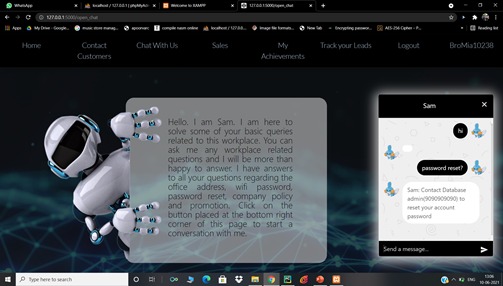 WhatsApp
localhost / 127.0.0.1 | phpMyAd
Welcome to XAMPP
127.0.0.1:5000/open_chat
127.0.0.1:5000/open_chat
Apps
My Drive - Google...
music store manag...
aponsmoic
compile naom online
localhost / 127.0.0...
Image file formats...
New Tab
Encrypting passwor...
AES-256 Cipher – P...
Reading list
Home
Contact Customers
Chat With Us
Sales
My Achievements
Track your Leads
Logout
BroMia10238
Hello. I am Sam. I am here to
solve some of your basic queries
related to this workplace. You can
ask me any workplace related
questions and I will be more than
happy to answer. I have answers
to all your questions regarding the
office address, wifi password,
password reset, company policy
and promotion. Click on the
button placed at the bottom right
corner of this page to start a
conversation with me.
Sam
hi
password reset?
Sam: Contact Database
admin(9090909090) to
reset your account
password
Send a message...
Type here to search
ENG
13:06
10-06-2021